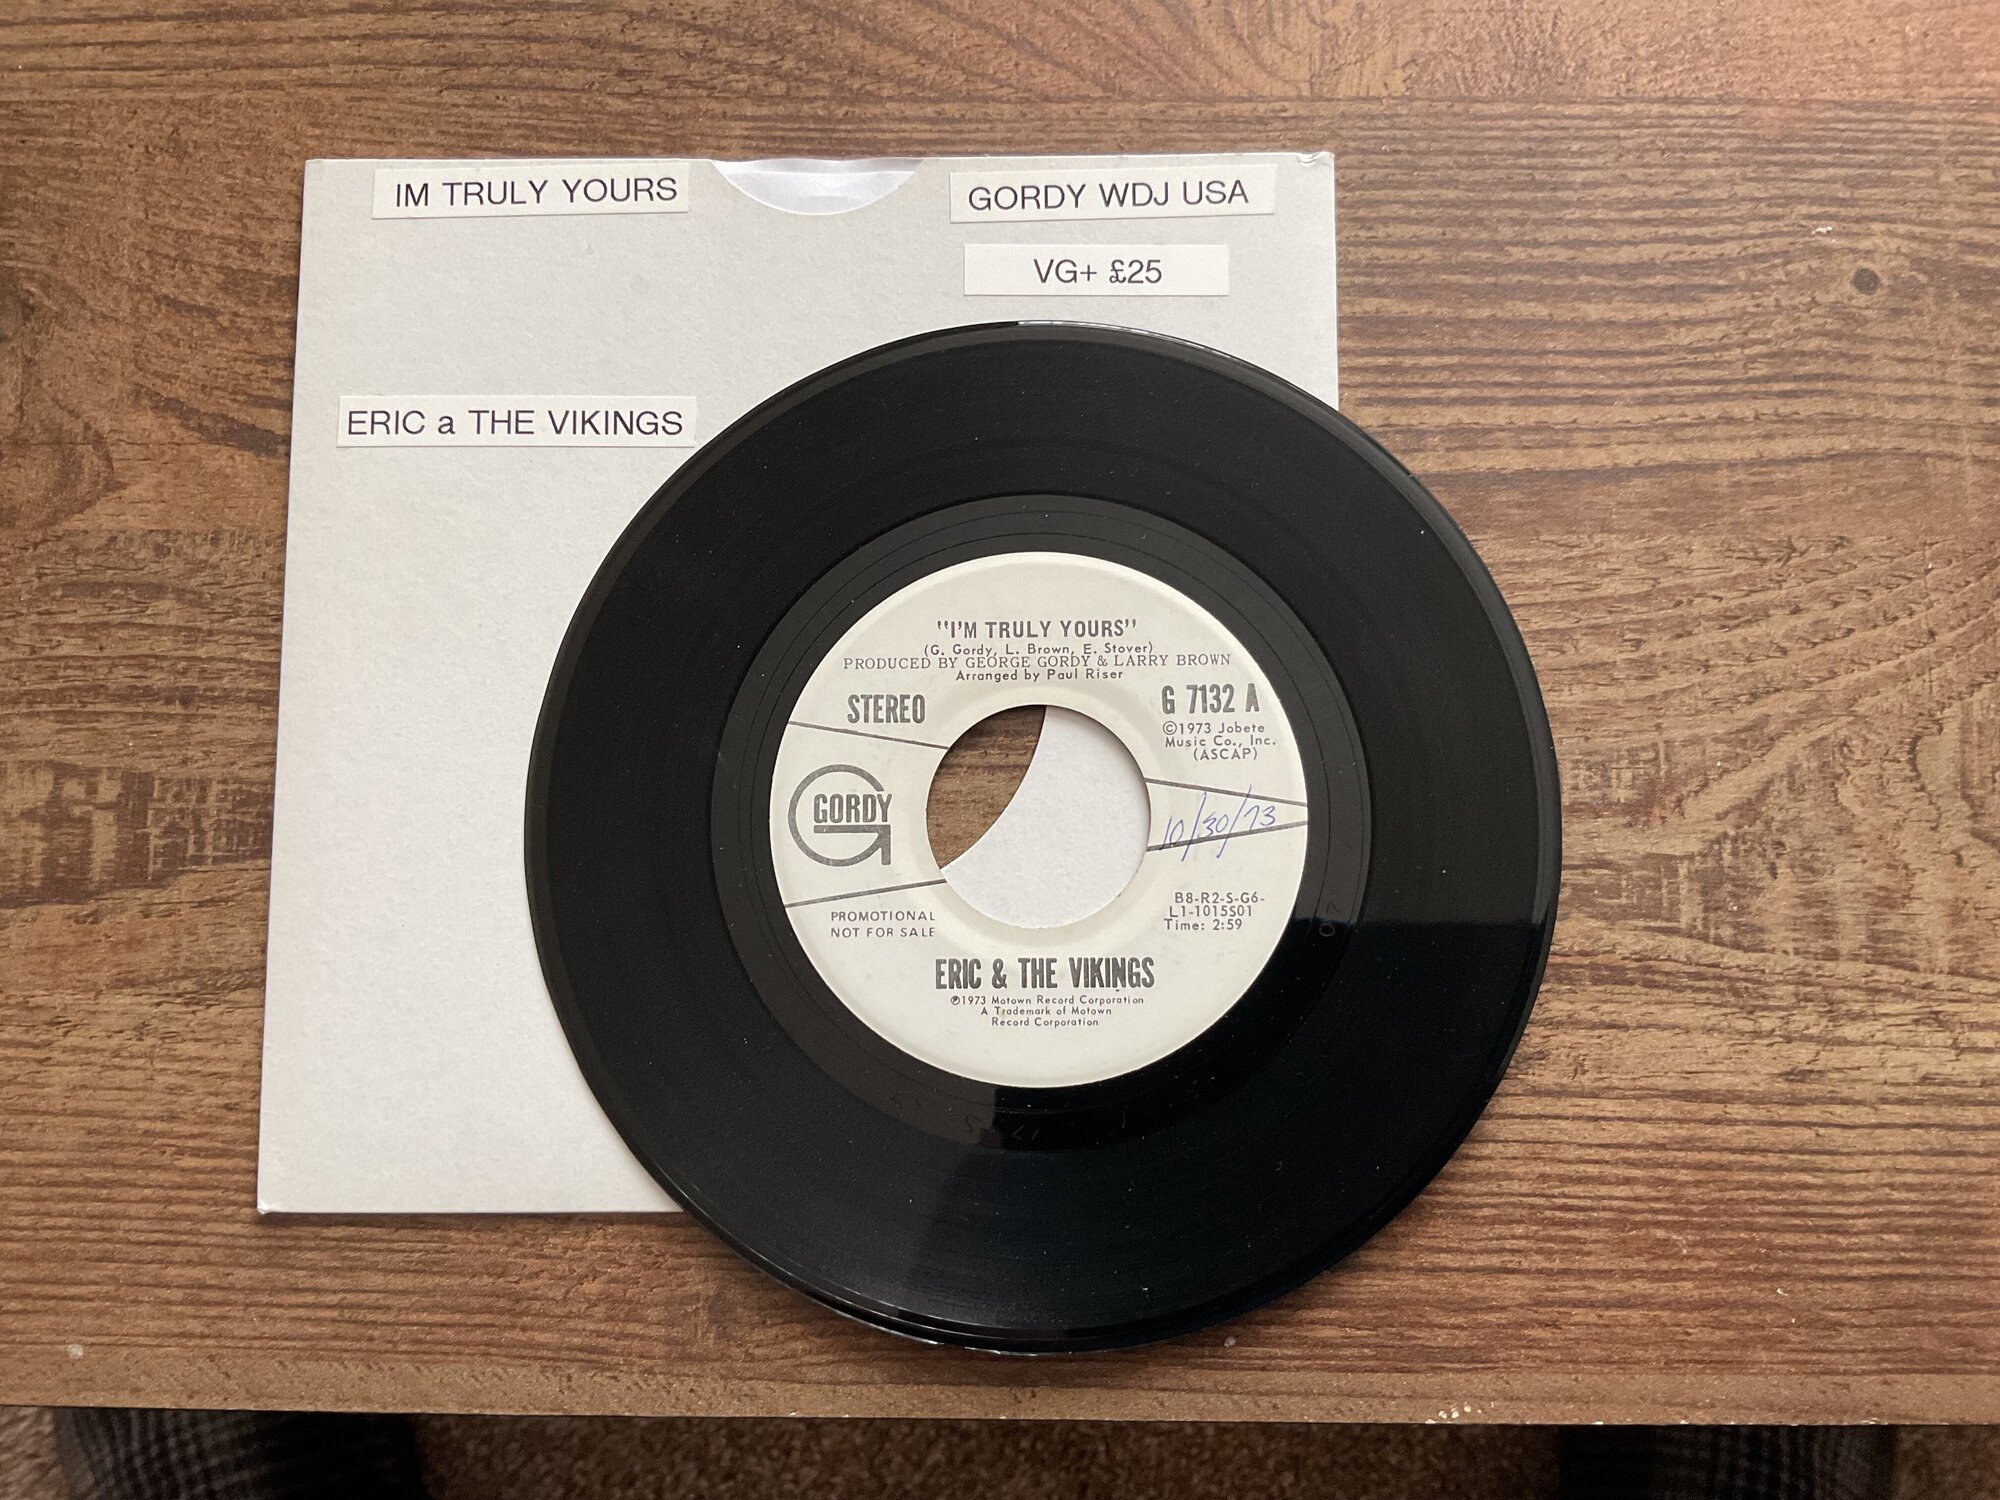 IM TRULY YOURS
GORDY WDJ USA
VG+ £25
ERIC a THE VIKINGS
"I'M TRULY YOURS"
(G. Gordy, L. Brown, E. Stover)
PRODUCED BY GEORGE GORDY & LARRY BROWN
Arranged by Paul Riser
STEREO
G 7132 A
©1973 Jobete
Music Co., Inc.
(ASCAP)
GORDY
10/30/73
PROMOTIONAL
NOT FOR SALE
B8-R2-S-G6-
L1-1015S01
Time: 2:59
ERIC & THE VIKINGS
℗1973 Motown Record Corporation
A Trademark of Motown
Record Corporation